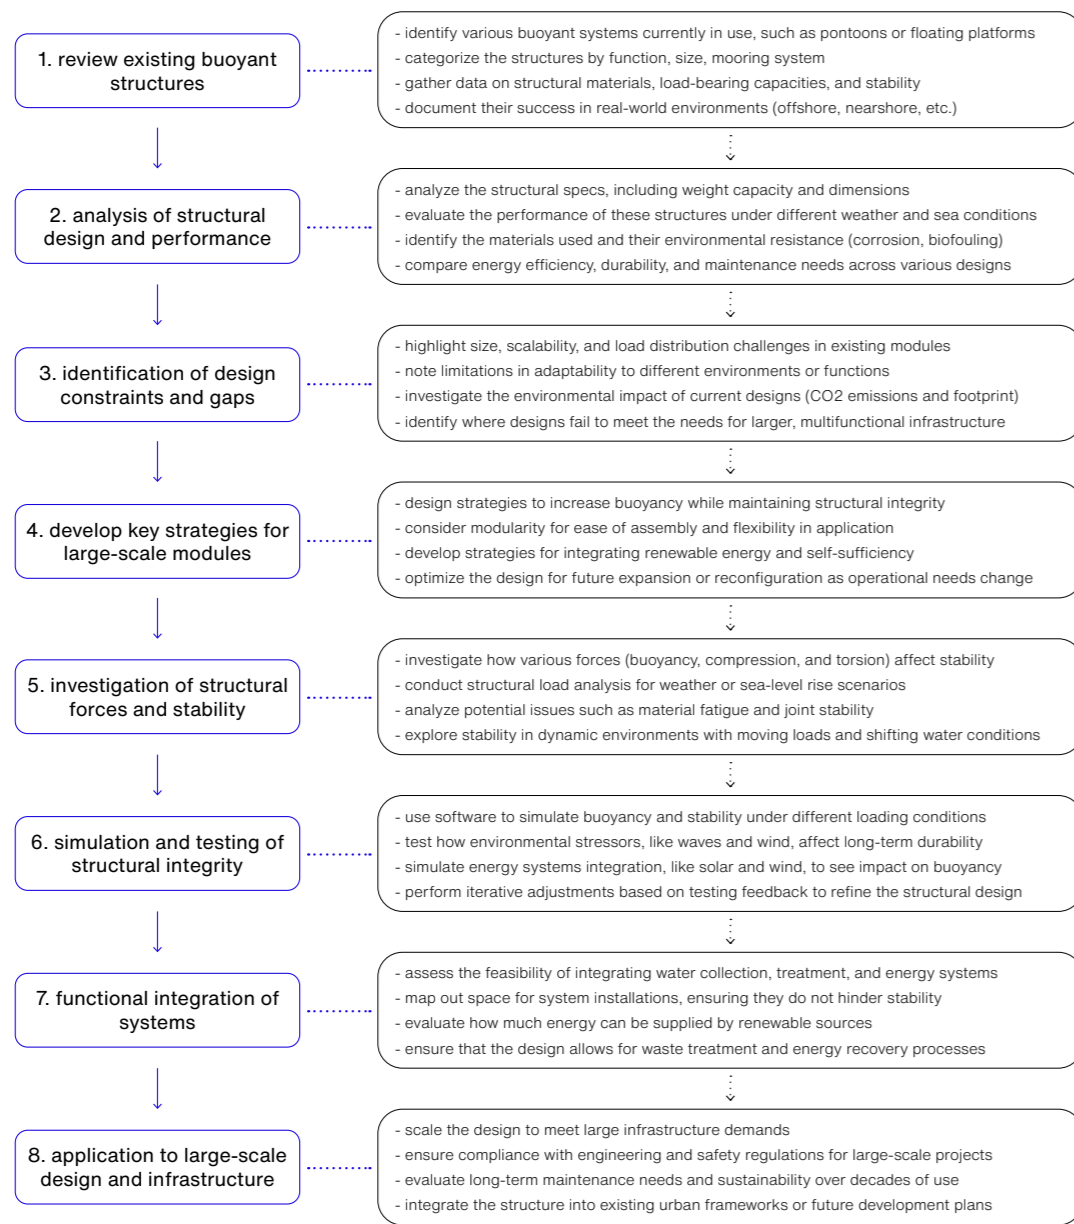 1. review existing buoyant
structures
- identify various buoyant systems currently in use, such as pontoons or floating platforms
- categorize the structures by function, size, mooring system
- gather data on structural materials, load-bearing capacities, and stability
- document their success in real-world environments (offshore, nearshore, etc.)
2. analysis of structural
design and performance
- analyze the structural specs, including weight capacity and dimensions
- evaluate the performance of these structures under different weather and sea conditions
- identify the materials used and their environmental resistance (corrosion, biofouling)
- compare energy efficiency, durability, and maintenance needs across various designs
3. identification of design
constraints and gaps
- highlight size, scalability, and load distribution challenges in existing modules
- note limitations in adaptability to different environments or functions
- investigate the environmental impact of current designs (CO2 emissions and footprint)
- identify where designs fail to meet the needs for larger, multifunctional infrastructure
4. develop key strategies for
large-scale modules
- design strategies to increase buoyancy while maintaining structural integrity
- consider modularity for ease of assembly and flexibility in application
- develop strategies for integrating renewable energy and self-sufficiency
- optimize the design for future expansion or reconfiguration as operational needs change
5. investigation of structural
forces and stability
- investigate how various forces (buoyancy, compression, and torsion) affect stability
- conduct structural load analysis for weather or sea-level rise scenarios
- analyze potential issues such as material fatigue and joint stability
- explore stability in dynamic environments with moving loads and shifting water conditions
6. simulation and testing of
structural integrity
- use software to simulate buoyancy and stability under different loading conditions
- test how environmental stressors, like waves and wind, affect long-term durability
- simulate energy systems integration, like solar and wind, to see impact on buoyancy
- perform iterative adjustments based on testing feedback to refine the structural design
7. functional integration of
systems
- assess the feasibility of integrating water collection, treatment, and energy systems
- map out space for system installations, ensuring they do not hinder stability
- evaluate how much energy can be supplied by renewable sources
- ensure that the design allows for waste treatment and energy recovery processes
8. application to large-scale
design and infrastructure
- scale the design to meet large infrastructure demands
- ensure compliance with engineering and safety regulations for large-scale projects
- evaluate long-term maintenance needs and sustainability over decades of use
- integrate the structure into existing urban frameworks or future development plans